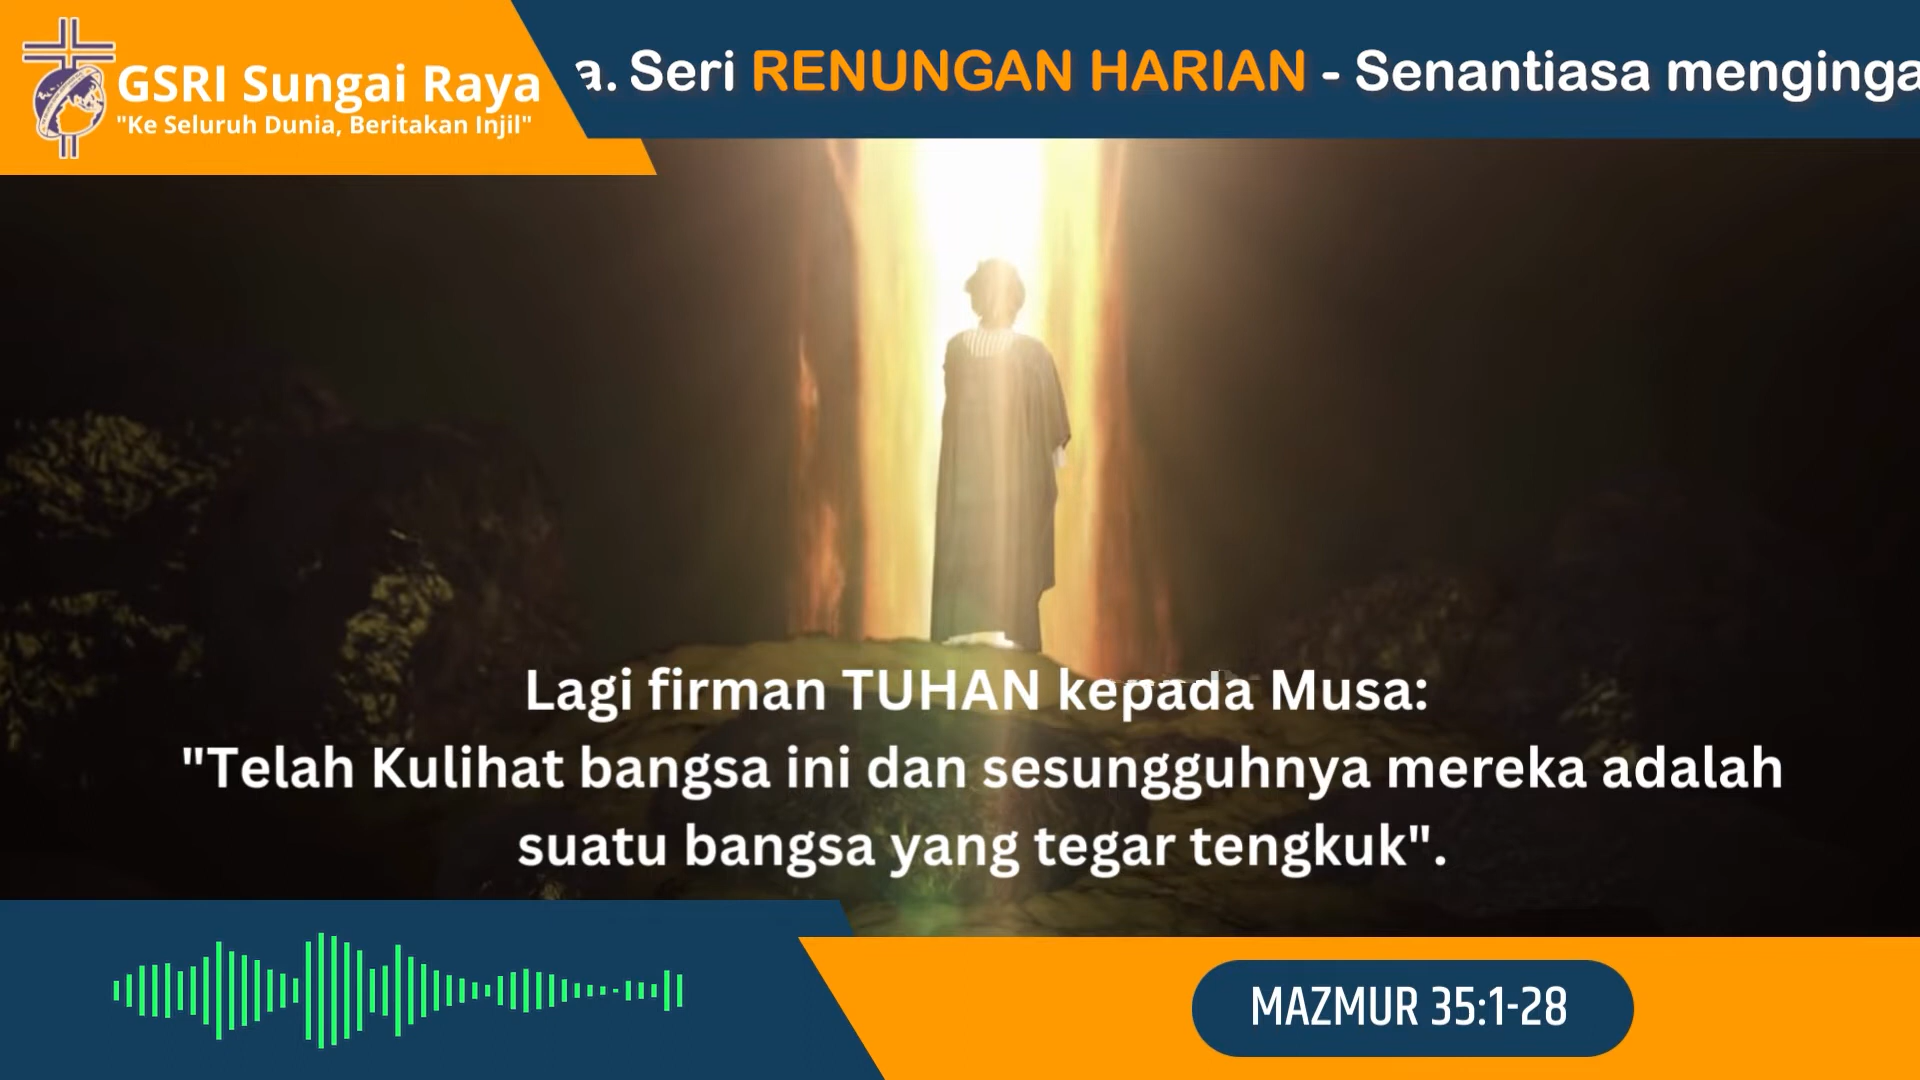 GSRI Sungai Raya
"Ke Seluruh Dunia, Beritakan Injil"
a. Seri RENUNGAN HARIAN - Senantiasa menginga
Lagi firman TUHAN kepada Musa:
"Telah Kulihat bangsa ini dan sesungguhnya mereka adalah
suatu bangsa yang tegar tengkuk".
MAZMUR 35:1-28